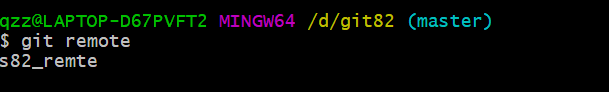 qzz@LAPTOP-D67PVFT2 MINGW64 /d/git82 (master)
$ git remote
s82_remte